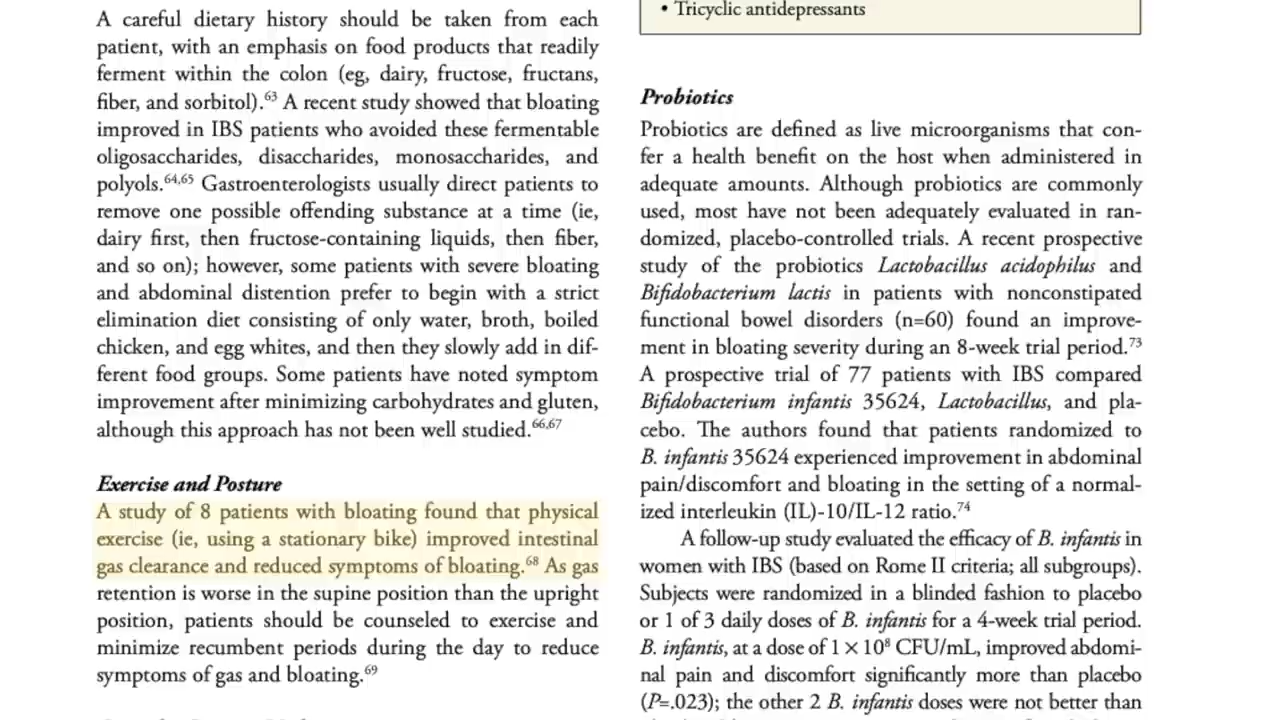 A careful dietary history should be taken from each
patient, with an emphasis on food products that readily
ferment within the colon (eg, dairy, fructose, fructans,
fiber, and sorbitol).63 A recent study showed that bloating
improved in IBS patients who avoided these fermentable
oligosaccharides, disaccharides, monosaccharides, and
polyols.64,65 Gastroenterologists usually direct patients to
remove one possible offending substance at a time (ie,
dairy first, then fructose-containing liquids, then fiber,
and so on); however, some patients with severe bloating
and abdominal distention prefer to begin with a strict
elimination diet consisting of only water, broth, boiled
chicken, and egg whites, and then they slowly add in dif-
ferent food groups. Some patients have noted symptom
improvement after minimizing carbohydrates and gluten,
although this approach has not been well studied.66,67
Exercise and Posture
A study of 8 patients with bloating found that physical
exercise (ie, using a stationary bike) improved intestinal
gas clearance and reduced symptoms of bloating.68 As gas
retention is worse in the supine position than the upright
position, patients should be counseled to exercise and
minimize recumbent periods during the day to reduce
symptoms of gas and bloating.69
• Tricyclic antidepressants
Probiotics
Probiotics are defined as live microorganisms that con-
fer a health benefit on the host when administered in
adequate amounts. Although probiotics are commonly
used, most have not been adequately evaluated in ran-
domized, placebo-controlled trials. A recent prospective
study of the probiotics Lactobacillus acidophilus and
Bifidobacterium lactis in patients with nonconstipated
functional bowel disorders (n=60) found an improve-
ment in bloating severity during an 8-week trial period.73
A prospective trial of 77 patients with IBS compared
Bifidobacterium infantis 35624, Lactobacillus, and pla-
cebo. The authors found that patients randomized to
B. infantis 35624 experienced improvement in abdominal
pain/discomfort and bloating in the setting of a normal-
ized interleukin (IL)-10/IL-12 ratio.74
A follow-up study evaluated the efficacy of B. infantis in
women with IBS (based on Rome II criteria; all subgroups).
Subjects were randomized in a blinded fashion to placebo
or 1 of 3 daily doses of B. infantis for a 4-week trial period.
B. infantis, at a dose of 1 × 10⁸ CFU/mL, improved abdomi-
nal pain and discomfort significantly more than placebo
(P=.023); the other 2 B. infantis doses were not better than